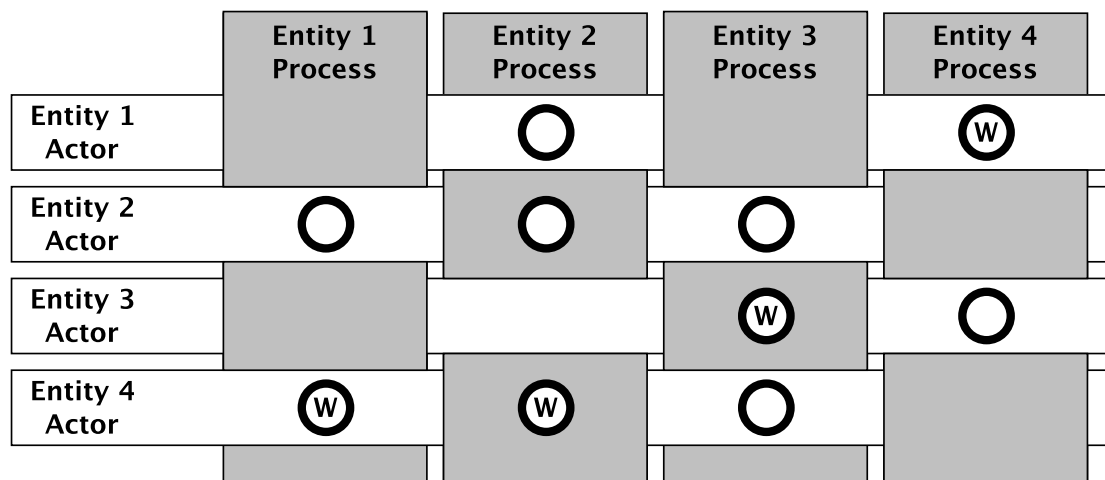 Entity 1 Entity 2 Entity 3 Entity 4
Process Process Process Process
Entity 1
Actor
W
Entity 2
Actor
Entity 3
Actor
W
Entity 4
Actor
W W